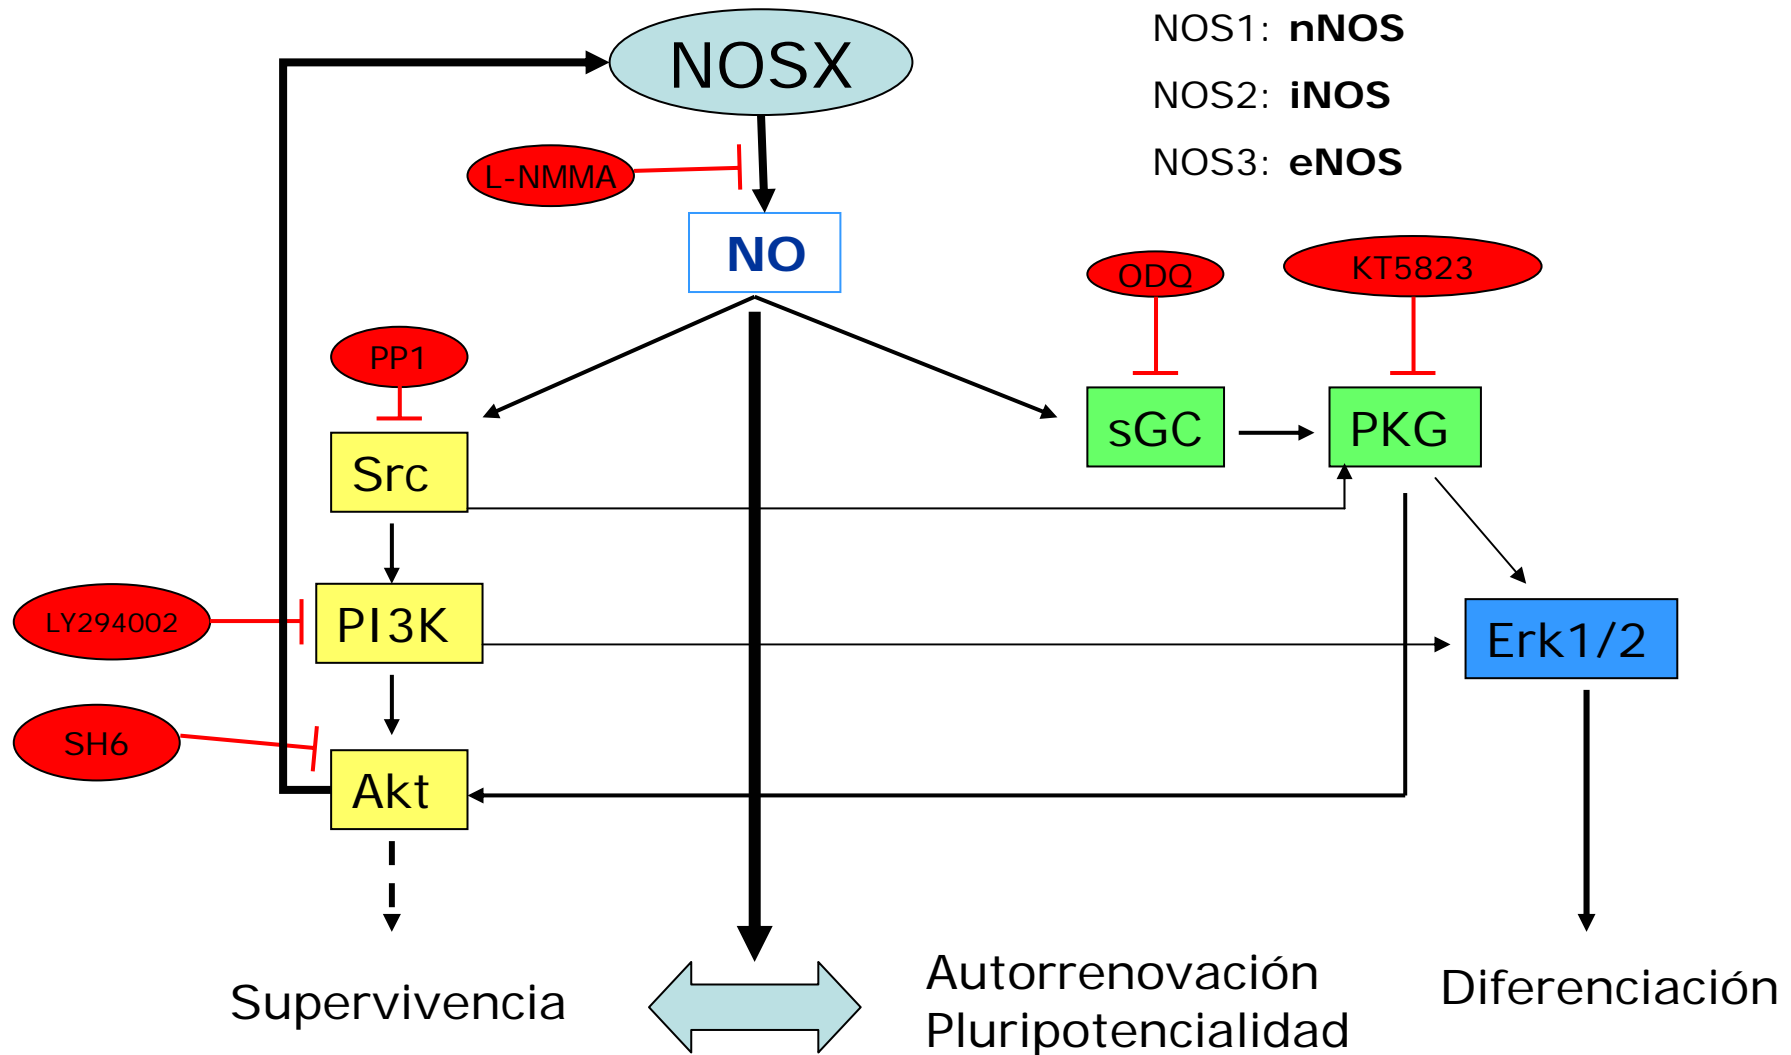 NOSX
NOS1: nNOS
NOS2: iNOS
NOS3: eNOS
L-NMMA
NO
ODQ
KT5823
PP1
sGC
PKG
Src
LY294002
PI3K
Erk1/2
SH6
Akt
Supervivencia
Autorrenovación
Pluripotencialidad
Diferenciación